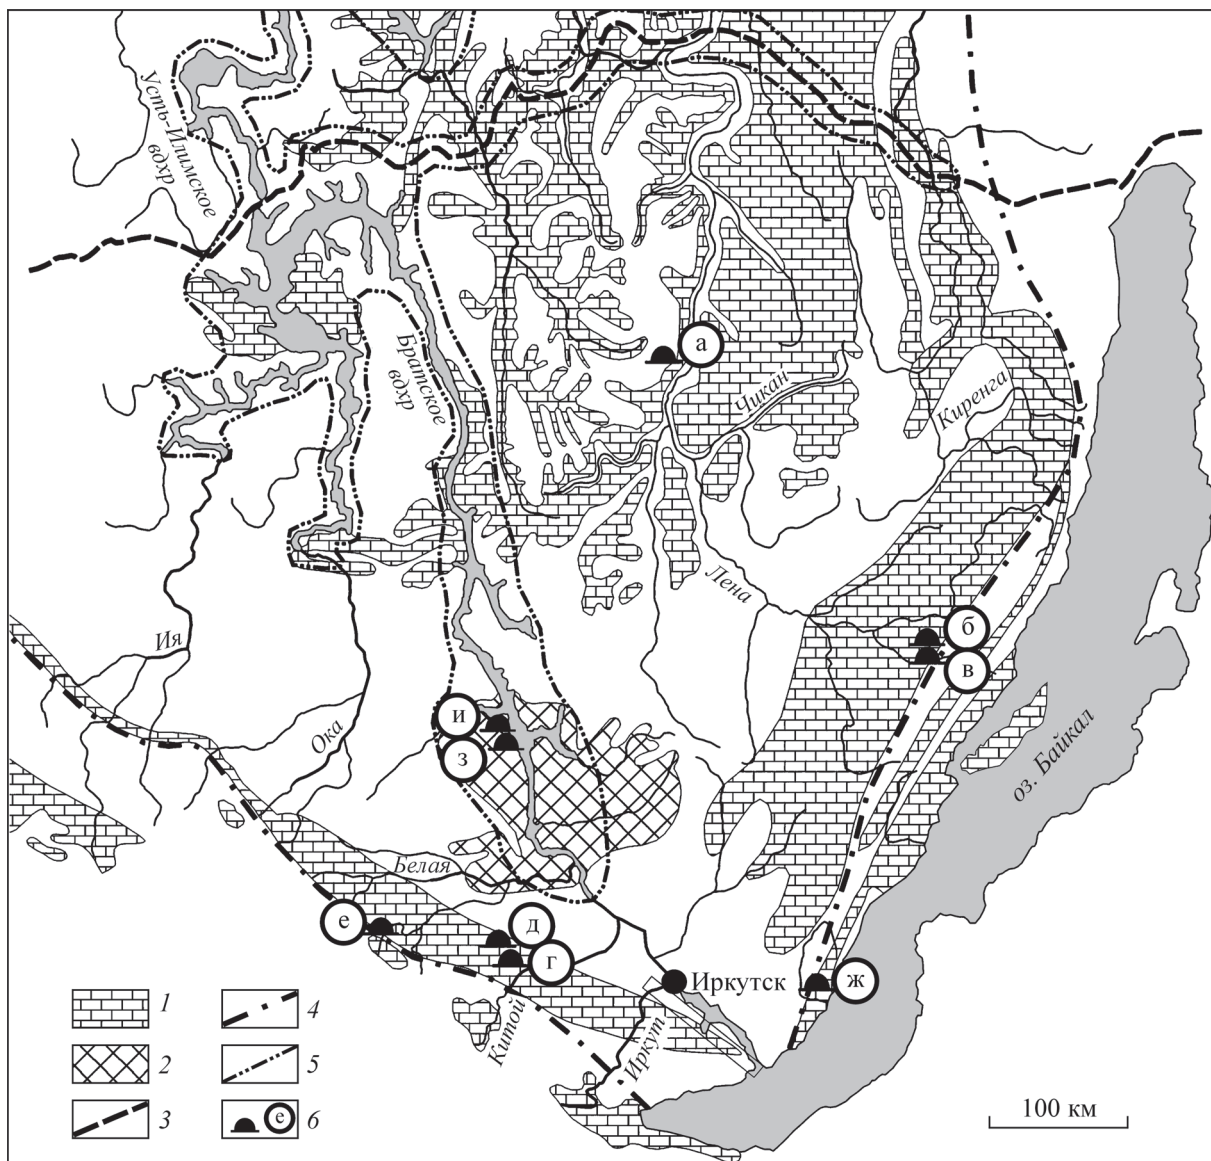 Усть-Илимское
вдхр
Братское
вдхр
а
Чикан
Киренга
Лена
Ия
Ока
б
в
и
з
оз. Байкал
Белая
е
д
г
Иркутск
ж
Китой
Иркут
1
2
3
4
5
е
6
100 км